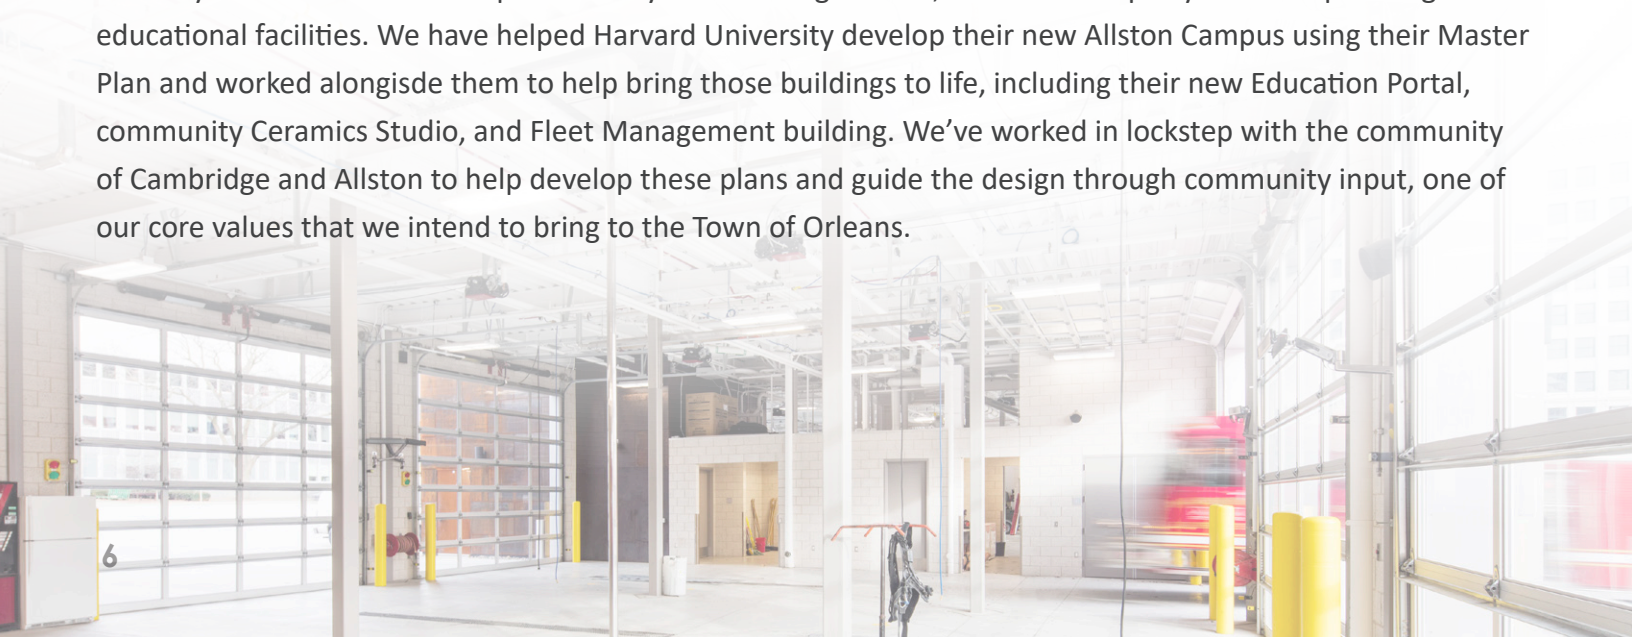 educational facilities. We have helped Harvard University develop their new Allston Campus using their Master
Plan and worked alongisde them to help bring those buildings to life, including their new Education Portal,
community Ceramics Studio, and Fleet Management building. We’ve worked in lockstep with the community
of Cambridge and Allston to help develop these plans and guide the design through community input, one of
our core values that we intend to bring to the Town of Orleans.
6